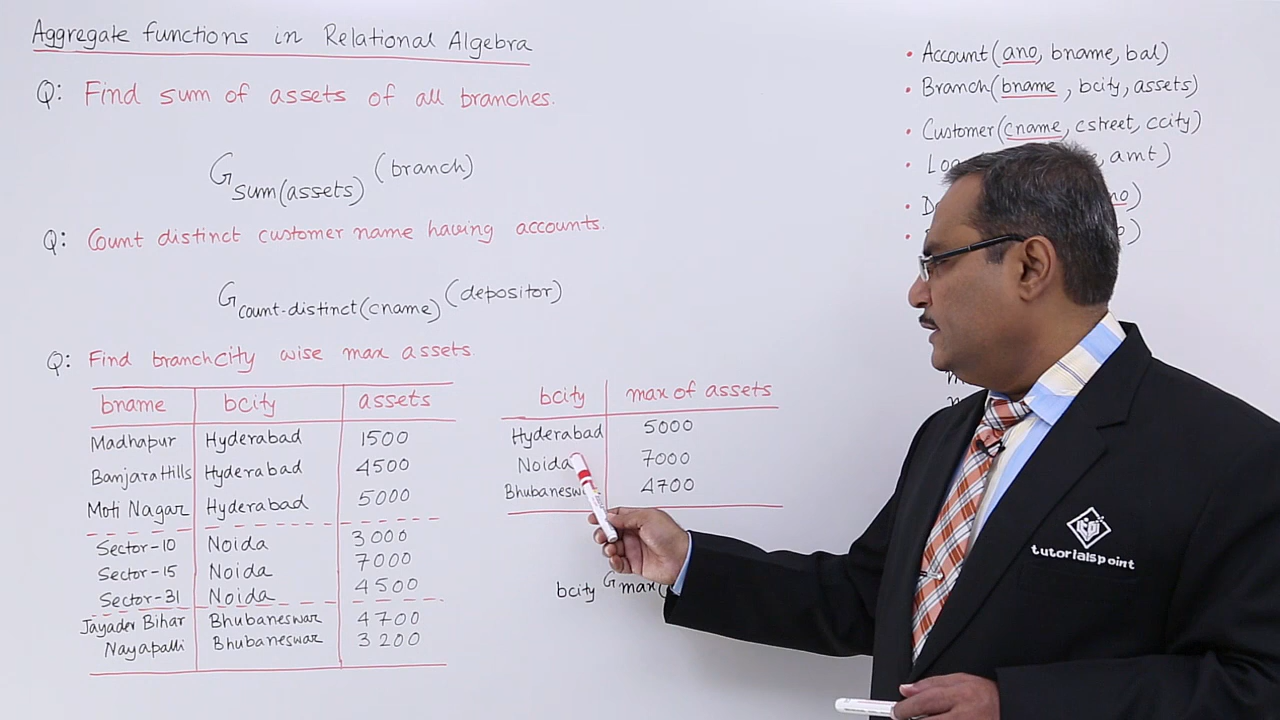 Aggregate functions in Relational Algebra
Q: Find sum of assets of all branches.
G sum(assets) (branch)
Q: Count distinct customer name having accounts.
G count-distinct(cname) (depositor)
Q: Find branchcity wise max assets.
bname bcity assets
Madhapur Hyderabad 1500
Banjara Hills Hyderabad 4500
Moti Nagar Hyderabad 5000
Sector-10 Noida 3000
Sector-15 Noida 7000
Sector-31 Noida 4500
Jayader Bihar Bhubaneswar 4700
Nayapalli Bhubaneswar 3200
bcity max of assets
Hyderabad 5000
Noida 7000
4700
bcity G max(
• Account(ano, bname, bal)
• Branch(bname, bcity, assets)
• Customer(cname, cstreet, ccity)
• amt)
•
•
tutorialspoint